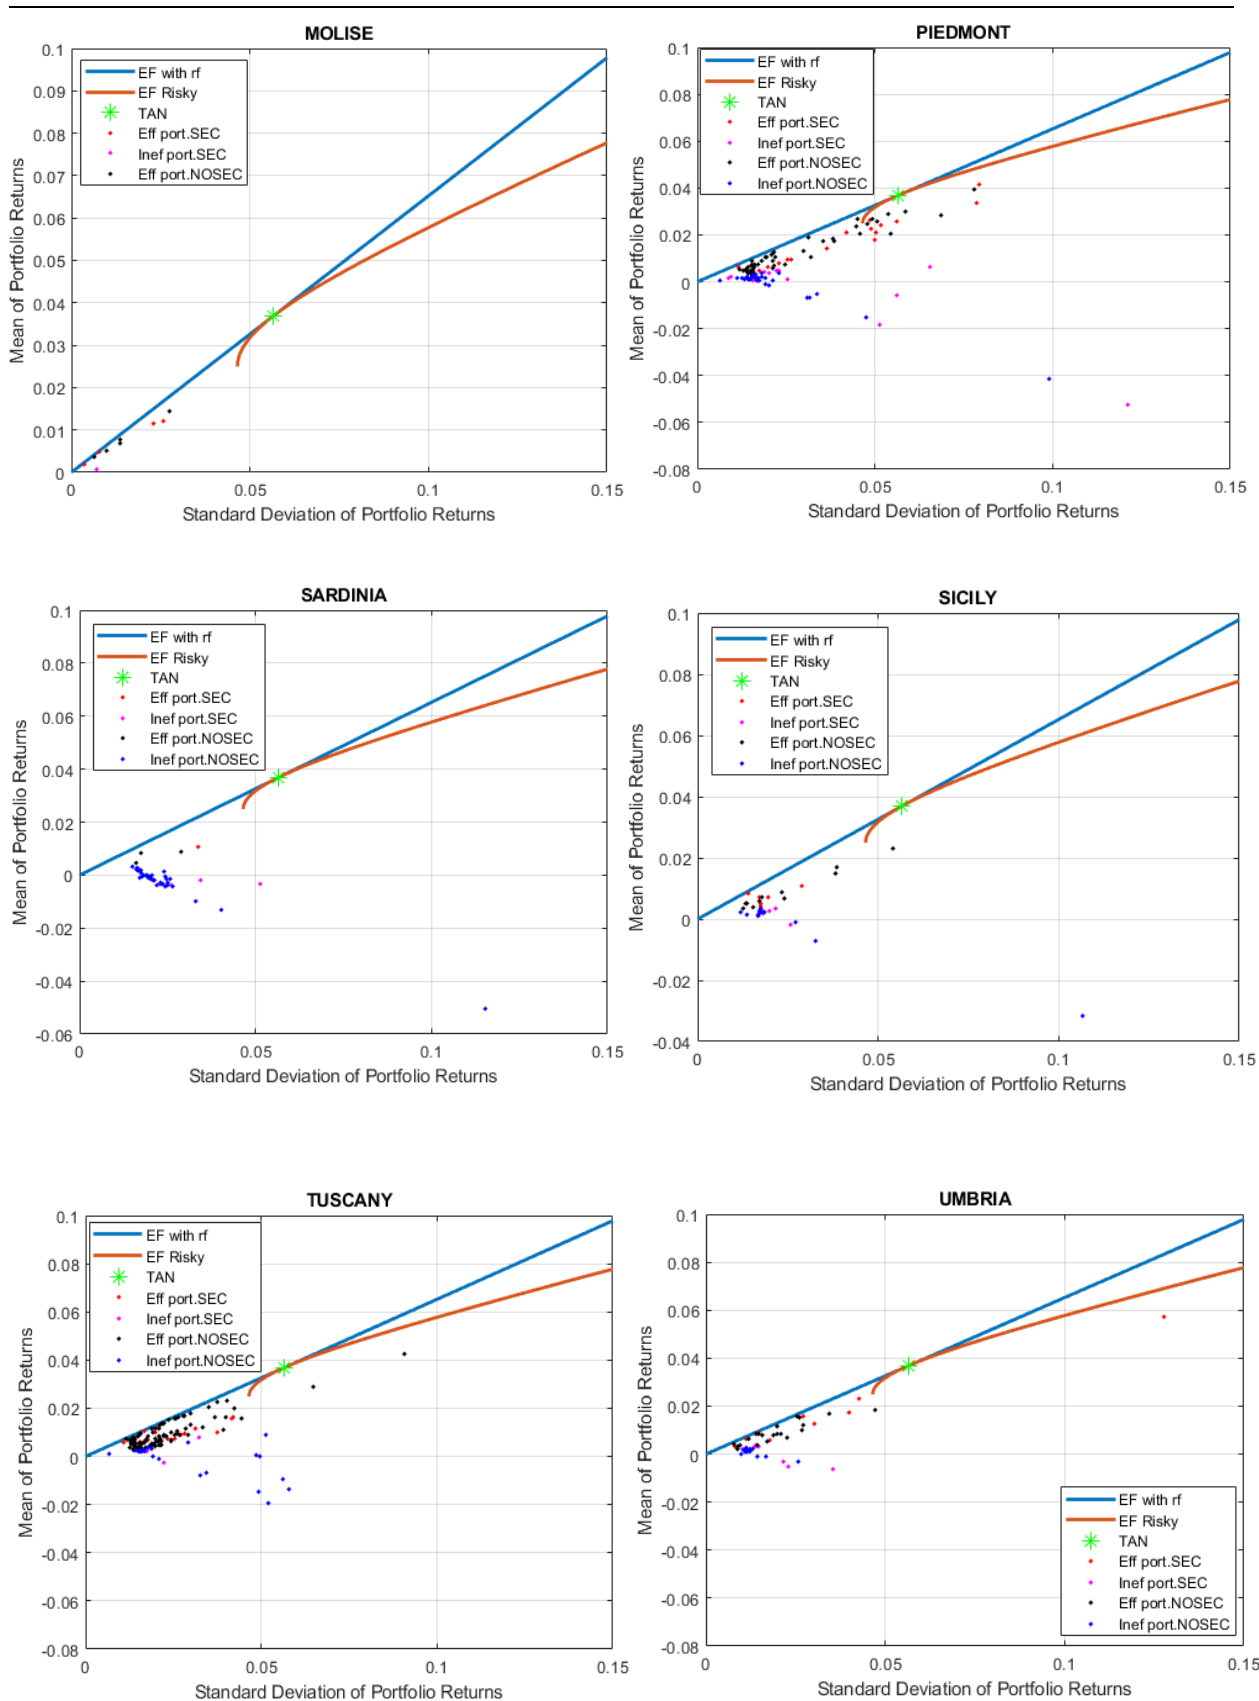 MOLISE
0.1
0.09
0.08
0.07
0.06
0.05
0.04
0.03
0.02
0.01
0
Mean of Portfolio Returns
EF with rf
EF Risky
TAN
Eff port.SEC
Inef port.SEC
Eff port.NOSEC
0
0.05
0.1
0.15
Standard Deviation of Portfolio Returns
PIEDMONT
0.1
0.08
0.06
0.04
0.02
0
-0.02
-0.04
-0.06
-0.08
Mean of Portfolio Returns
EF with rf
EF Risky
TAN
Eff port.SEC
Inef port.SEC
Eff port.NOSEC
Inef port.NOSEC
0
0.05
0.1
0.15
Standard Deviation of Portfolio Returns
SARDINIA
0.1
0.08
0.06
0.04
0.02
0
-0.02
-0.04
-0.06
Mean of Portfolio Returns
EF with rf
EF Risky
TAN
Eff port.SEC
Inef port.SEC
Eff port.NOSEC
Inef port.NOSEC
0
0.05
0.1
0.15
Standard Deviation of Portfolio Returns
SICILY
0.1
0.08
0.06
0.04
0.02
0
-0.02
-0.04
Mean of Portfolio Returns
EF with rf
EF Risky
TAN
Eff port.SEC
Inef port.SEC
Eff port.NOSEC
Inef port.NOSEC
0
0.05
0.1
0.15
Standard Deviation of Portfolio Returns
TUSCANY
0.1
0.08
0.06
0.04
0.02
0
-0.02
-0.04
-0.06
-0.08
Mean of Portfolio Returns
EF with rf
EF Risky
TAN
Eff port.SEC
Inef port.SEC
Eff port.NOSEC
Inef port.NOSEC
0
0.05
0.1
0.15
Standard Deviation of Portfolio Returns
UMBRIA
0.1
0.08
0.06
0.04
0.02
0
-0.02
-0.04
-0.06
-0.08
Mean of Portfolio Returns
EF with rf
EF Risky
TAN
Eff port.SEC
Inef port.SEC
Eff port.NOSEC
Inef port.NOSEC
0
0.05
0.1
0.15
Standard Deviation of Portfolio Returns